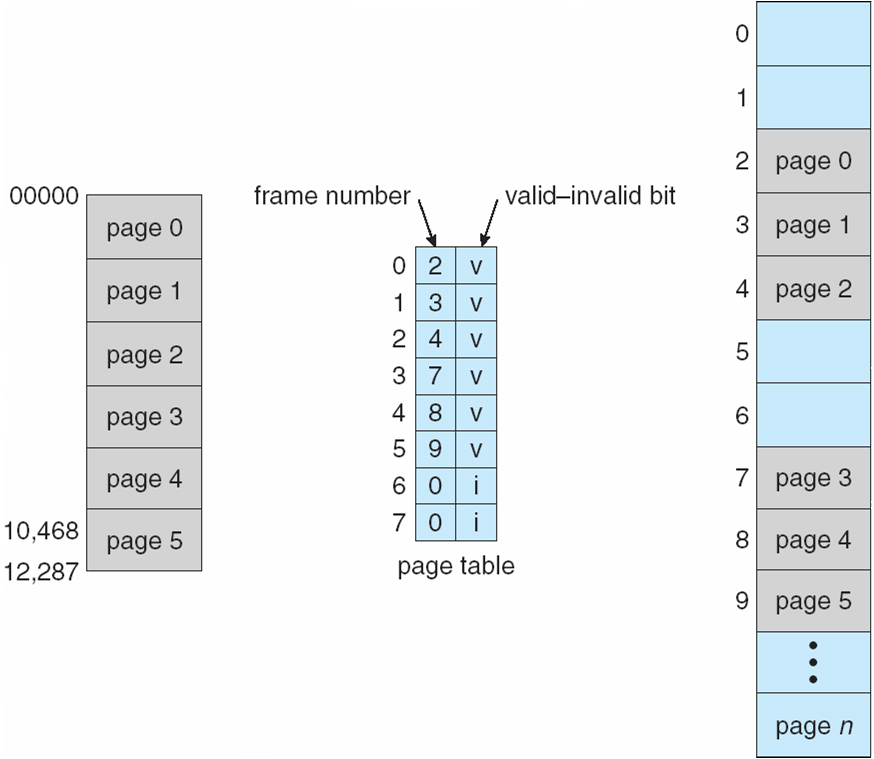 00000
page 0
page 1
page 2
page 3
page 4
10,468
page 5
12,287
frame number
valid–invalid bit
0 2 v
1 3 v
2 4 v
3 7 v
4 8 v
5 9 v
6 0 i
7 0 i
page table
0
1
2 page 0
3 page 1
4 page 2
5
6
7 page 3
8 page 4
9 page 5
page n